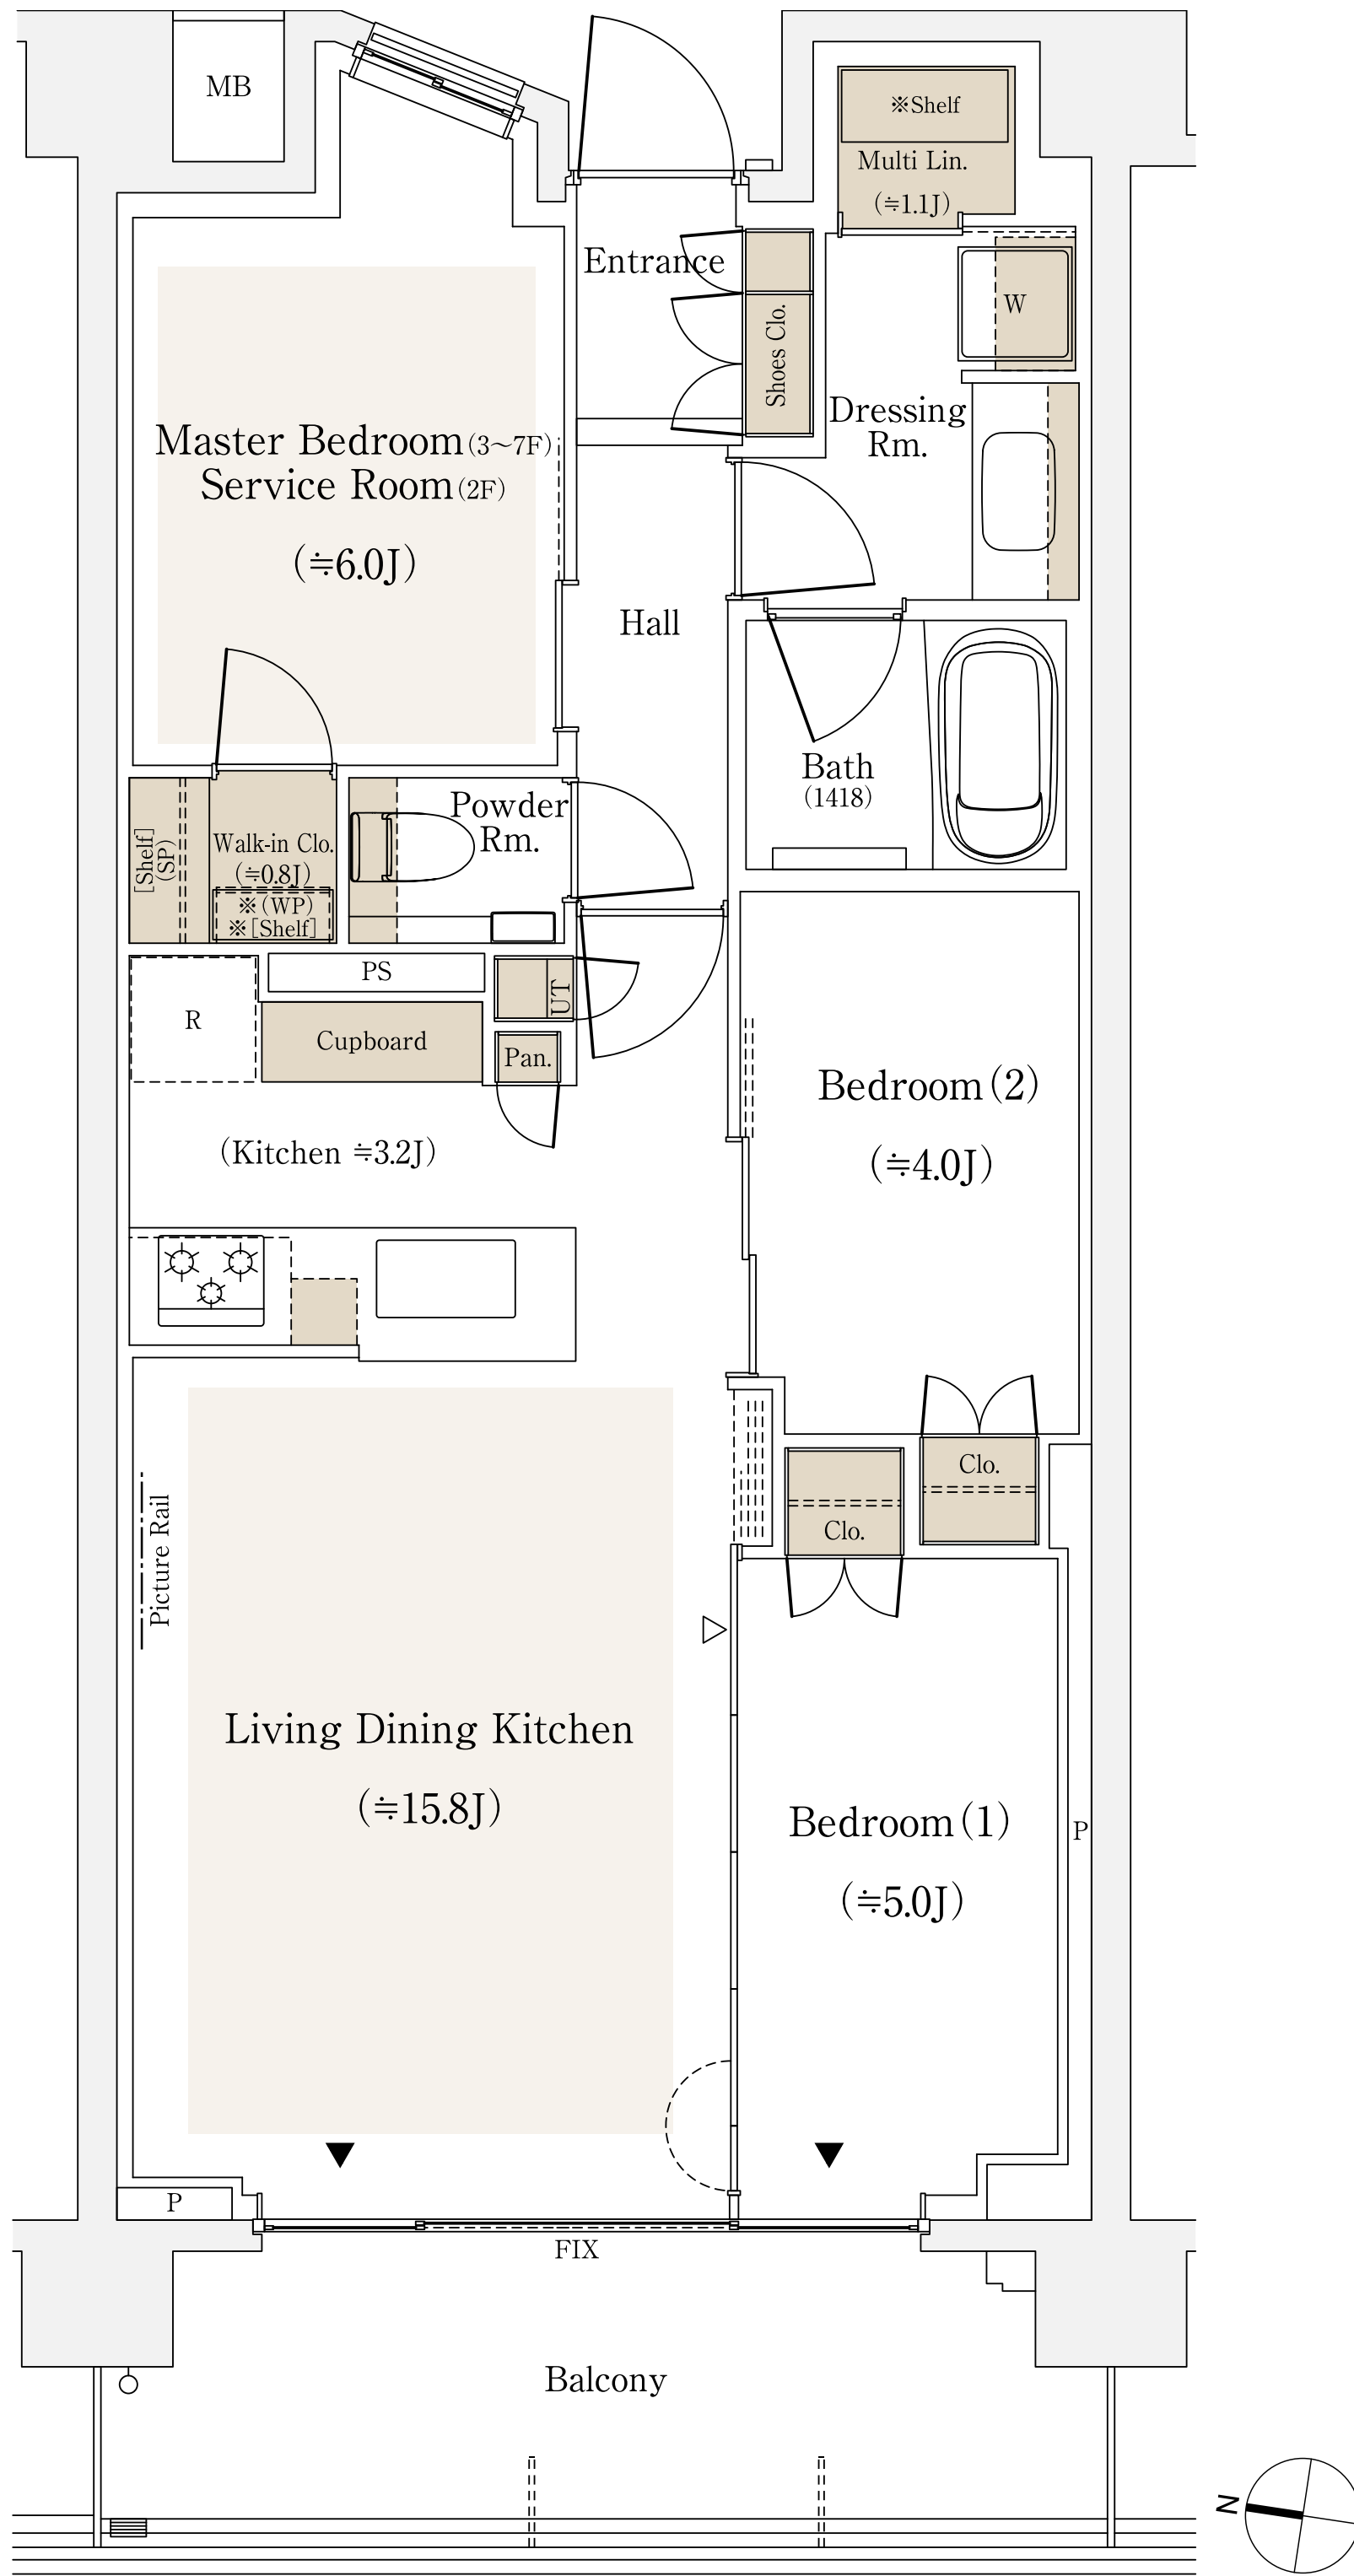 MB
※Shelf
Multi Lin.
(≒1.1J)
Entrance
W
Shoes Clo.
Dressing
Rm.
Master Bedroom(3～7F)
Service Room(2F)
(≒6.0J)
Hall
Bath
(1418)
Powder
Rm.
[Shelf]
(SP)
Walk-in Clo.
(≒0.8J)
※(WP)
※[Shelf]
PS
UT
R
Cupboard
Pan.
Bedroom(2)
(≒4.0J)
(Kitchen ≒3.2J)
Clo.
Clo.
Picture Rail
Living Dining Kitchen
(≒15.8J)
Bedroom(1)
(≒5.0J)
P
P
FIX
Balcony
N